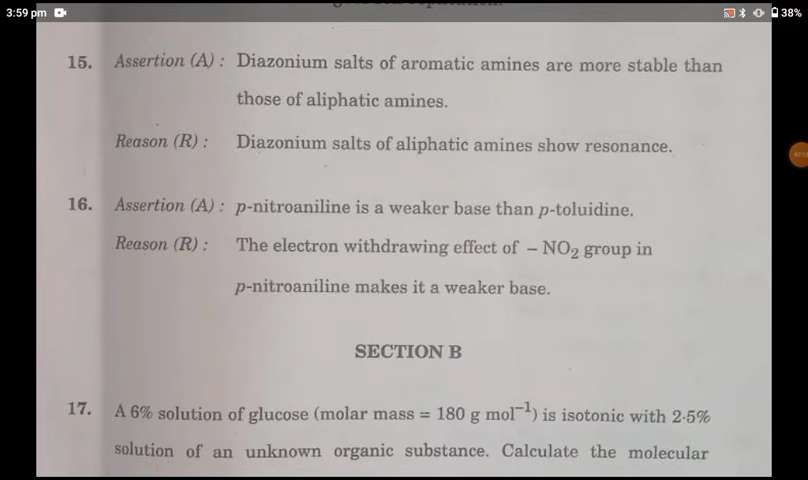 3:59 pm
38%
15. Assertion (A) : Diazonium salts of aromatic amines are more stable than
those of aliphatic amines.
Reason (R) : Diazonium salts of aliphatic amines show resonance.
16. Assertion (A) : p-nitroaniline is a weaker base than p-toluidine.
Reason (R) : The electron withdrawing effect of – NO₂ group in
p-nitroaniline makes it a weaker base.
SECTION B
17. A 6% solution of glucose (molar mass = 180 g mol⁻¹) is isotonic with 2·5%
solution of an unknown organic substance. Calculate the molecular